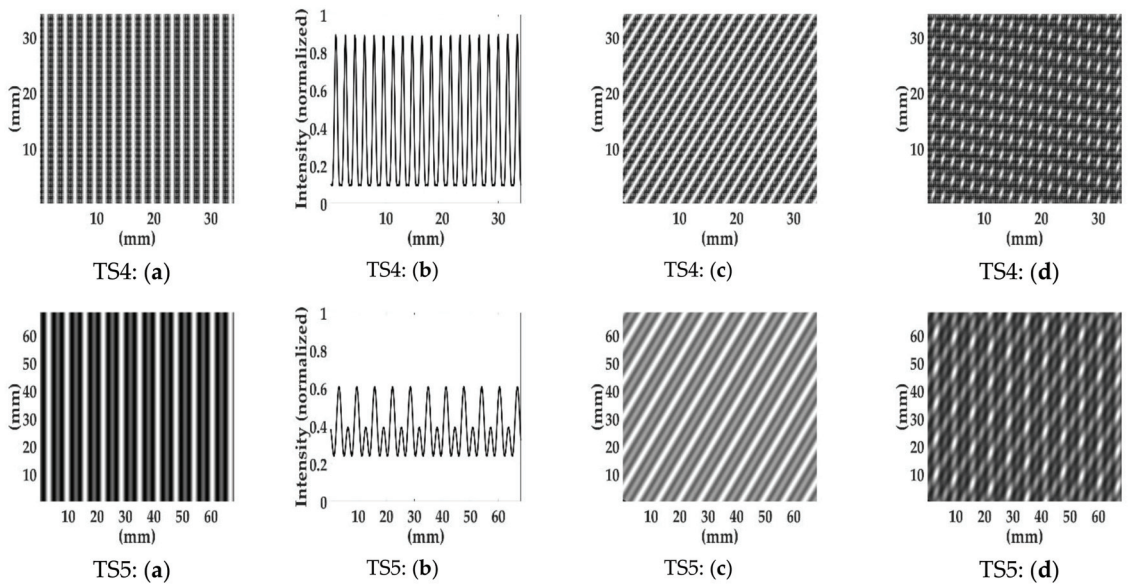 30
20
10
(mm)
10 20 30
(mm)
TS4: (a)
1
0.8
0.6
0.4
0.2
0
Intensity (normalized)
10 20 30
(mm)
TS4: (b)
30
20
10
(mm)
10 20 30
(mm)
TS4: (c)
30
20
10
(mm)
10 20 30
(mm)
TS4: (d)
60
50
40
30
20
10
(mm)
10 20 30 40 50 60
(mm)
TS5: (a)
1
0.8
0.6
0.4
0.2
0
Intensity (normalized)
10 20 30 40 50 60
(mm)
TS5: (b)
60
50
40
30
20
10
(mm)
10 20 30 40 50 60
(mm)
TS5: (c)
60
50
40
30
20
10
(mm)
10 20 30 40 50 60
(mm)
TS5: (d)